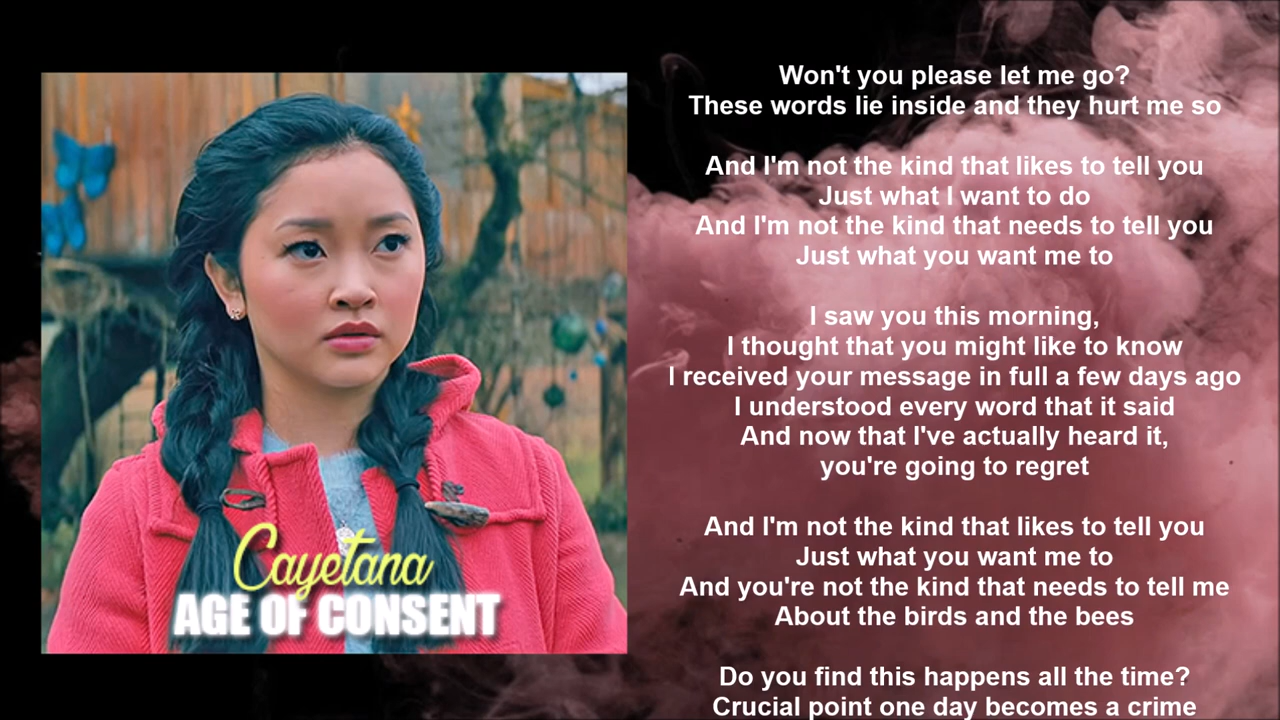 Cayetana
AGE OF CONSENT
Won't you please let me go?
These words lie inside and they hurt me so
And I'm not the kind that likes to tell you
Just what I want to do
And I'm not the kind that needs to tell you
Just what you want me to
I saw you this morning,
I thought that you might like to know
I received your message in full a few days ago
I understood every word that it said
And now that I've actually heard it,
you're going to regret
And I'm not the kind that likes to tell you
Just what you want me to
And you're not the kind that needs to tell me
About the birds and the bees
Do you find this happens all the time?
Crucial point one day becomes a crime